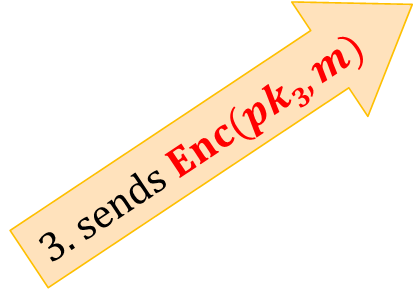 3. sends Enc(pk₃, m)